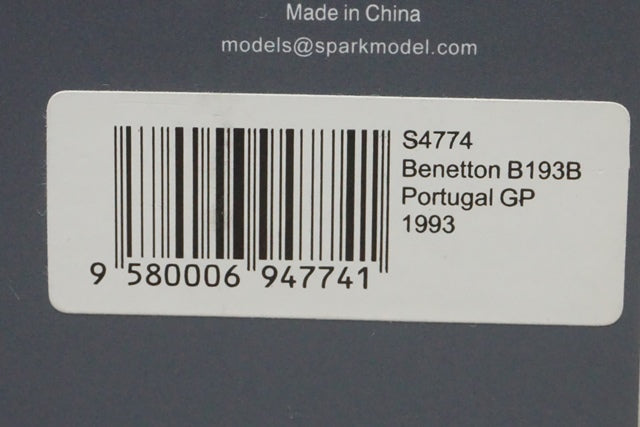 Made in China
models@sparkmodel.com
S4774
Benetton B193B
Portugal GP
1993
9 580006 947741